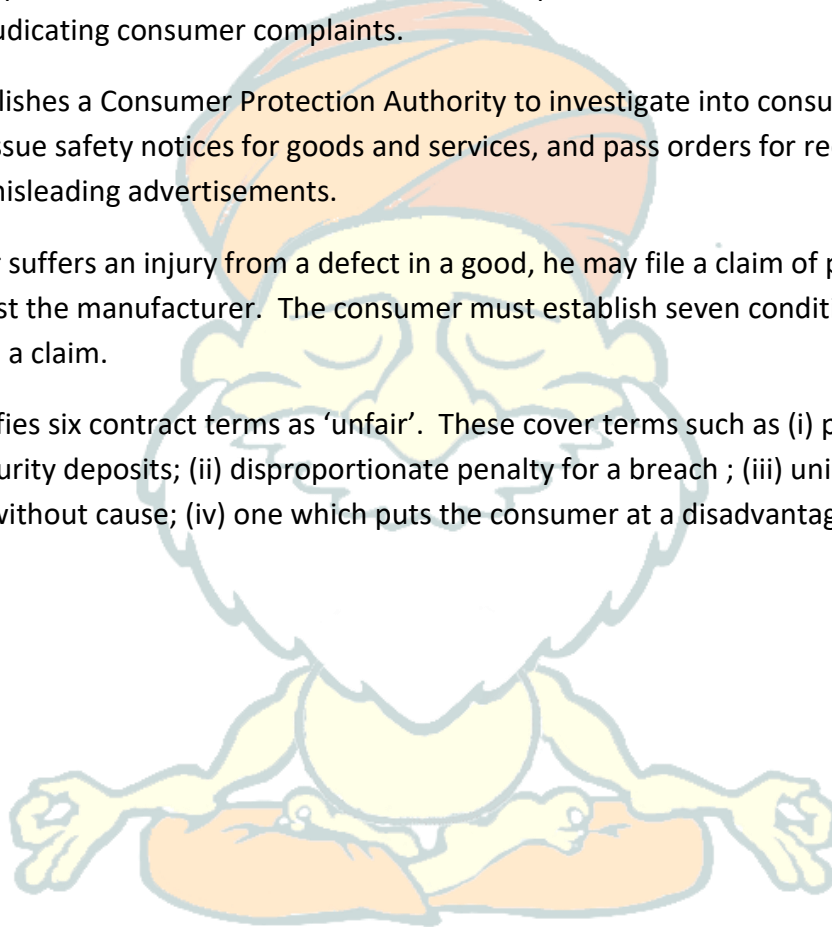 udicating consumer complaints.
lishes a Consumer Protection Authority to investigate into consu
ssue safety notices for goods and services, and pass orders for re
nisleading advertisements.
suffers an injury from a defect in a good, he may file a claim of p
st the manufacturer.  The consumer must establish seven condit
a claim.
fies six contract terms as ‘unfair’.  These cover terms such as (i) p
urity deposits; (ii) disproportionate penalty for a breach ; (iii) uni
without cause; (iv) one which puts the consumer at a disadvantag